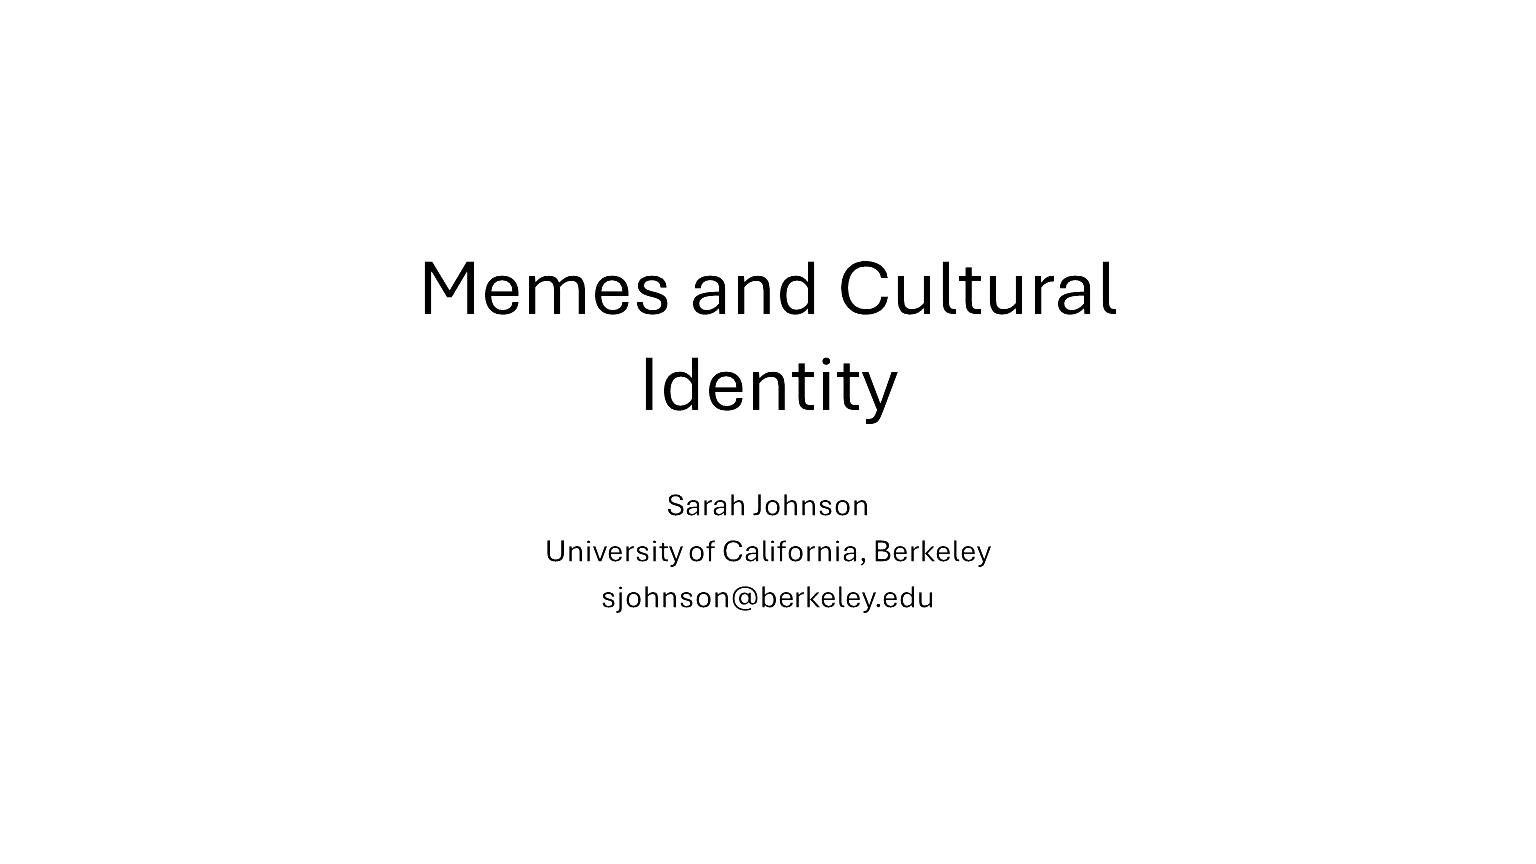 Memes and Cultural
Identity
Sarah Johnson
University of California, Berkeley
sjohnson@berkeley.edu